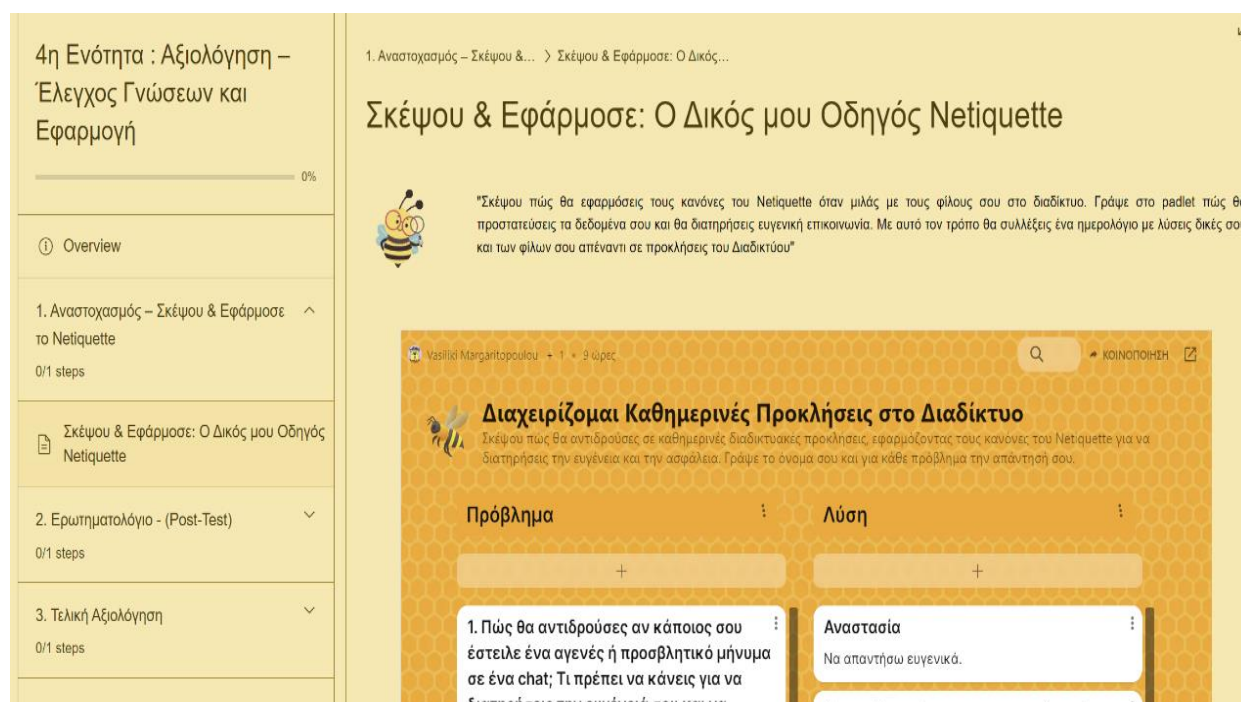 4η Ενότητα : Αξιολόγηση –
Έλεγχος Γνώσεων και
Εφαρμογή
0%
Overview
1. Αναστοχασμός – Σκέψου & Εφάρμοσε
το Netiquette
0/1 steps
Σκέψου & Εφάρμοσε: Ο Δικός μου Οδηγός
Netiquette
2. Ερωτηματολόγιο - (Post-Test)
0/1 steps
3. Τελική Αξιολόγηση
0/1 steps
1. Αναστοχασμός – Σκέψου &... > Σκέψου & Εφάρμοσε: Ο Δικός...
Σκέψου & Εφάρμοσε: Ο Δικός μου Οδηγός Netiquette
"Σκέψου πώς θα εφαρμόσεις τους κανόνες του Netiquette όταν μιλάς με τους φίλους σου στο διαδίκτυο. Γράψε στο padlet πώς θα
προστατεύσεις τα δεδομένα σου και θα διατηρήσεις ευγενική επικοινωνία. Με αυτό τον τρόπο θα συλλέξεις ένα ημερολόγιο με λύσεις δικές σου
και των φίλων σου απέναντι σε προκλήσεις του Διαδικτύου"
Vasiliki Margaritopoulou + 1 • 9 ώρες
ΚΟΙΝΟΠΟΙΗΣΗ
Διαχειρίζομαι Καθημερινές Προκλήσεις στο Διαδίκτυο
Σκέψου πώς θα αντιδρούσες σε καθημερινές διαδικτυακές προκλήσεις, εφαρμόζοντας τους κανόνες του Netiquette για να
διατηρήσεις την ευγένεια και την ασφάλεια. Γράψε το όνομα σου και για κάθε πρόβλημα την απάντησή σου.
Πρόβλημα
Λύση
+
+
1. Πώς θα αντιδρούσες αν κάποιος σου
έστειλε ένα αγενές ή προσβλητικό μήνυμα
σε ένα chat; Τι πρέπει να κάνεις για να
Αναστασία
Να απαντήσω ευγενικά.